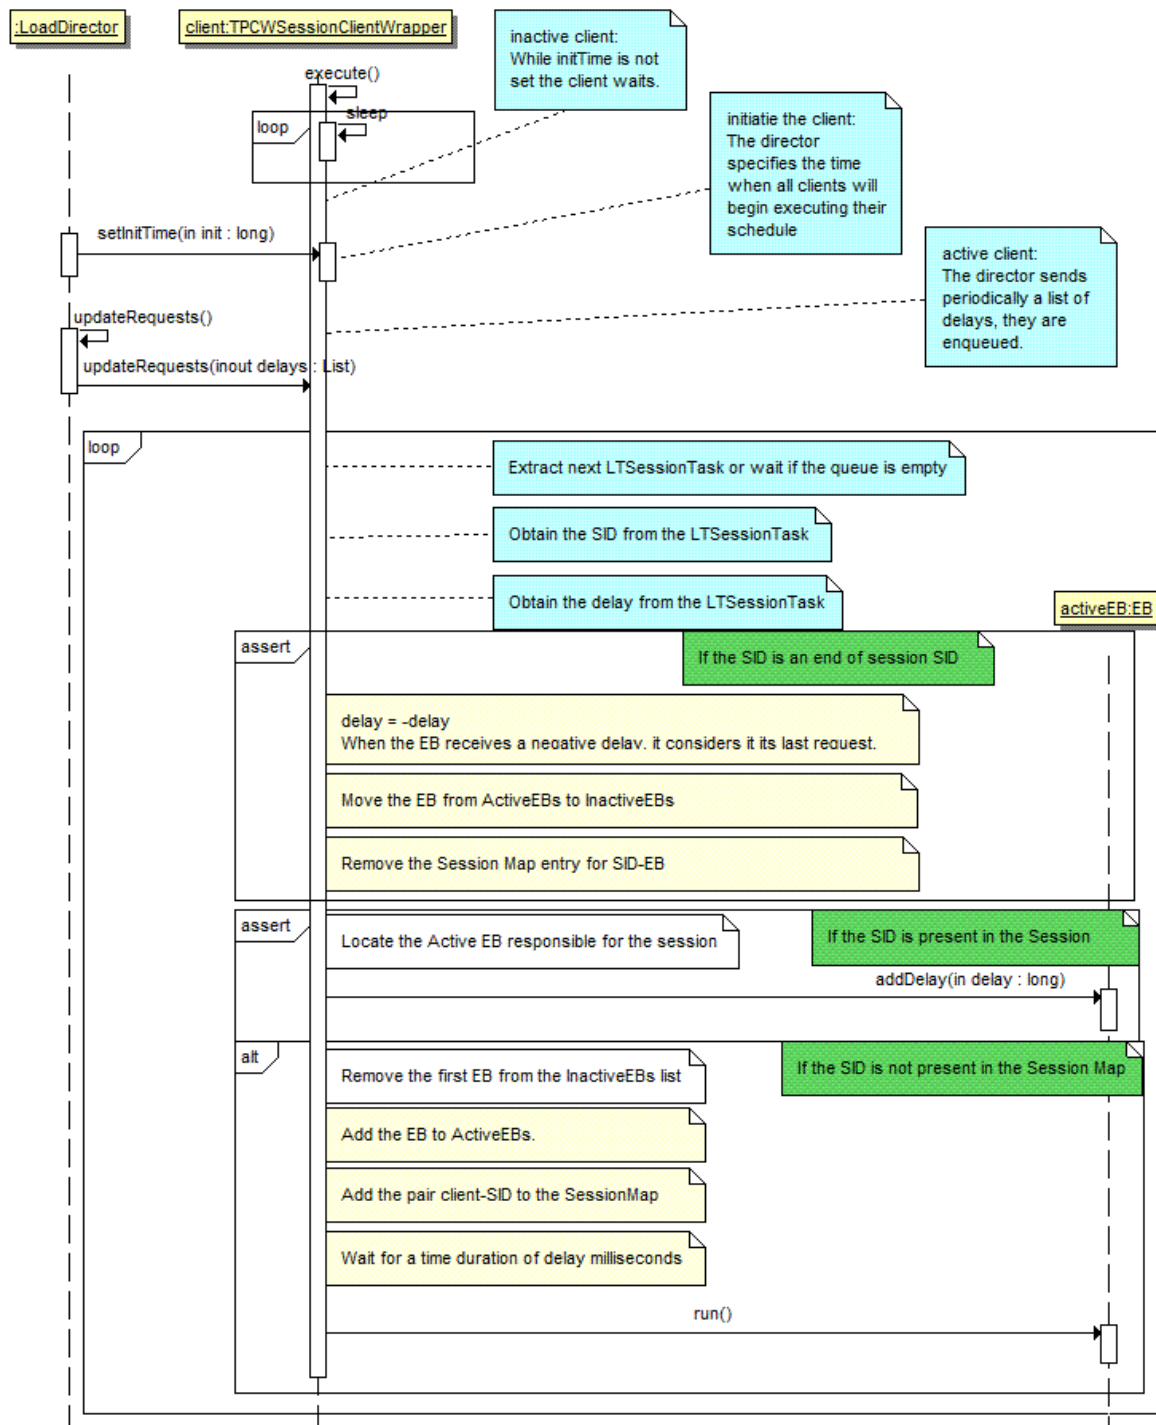 :LoadDirector
client:TPCWSessionClientWrapper
inactive client:
While initTime is not
set the client waits.
execute()
sleep
loop
initiatie the client:
The director
specifies the time
when all clients will
begin executing their
schedule
setInitTime(in init : long)
active client:
The director sends
periodically a list of
delays, they are
enqueued.
updateRequests()
updateRequests(inout delays : List)
loop
Extract next LTSessionTask or wait if the queue is empty
Obtain the SID from the LTSessionTask
Obtain the delay from the LTSessionTask
activeEB:EB
assert
If the SID is an end of session SID
delay = -delay
When the EB receives a negative delay, it considers it its last request.
Move the EB from ActiveEBs to InactiveEBs
Remove the Session Map entry for SID-EB
assert
Locate the Active EB responsible for the session
If the SID is present in the Session
addDelay(in delay : long)
alt
Remove the first EB from the InactiveEBs list
If the SID is not present in the Session Map
Add the EB to ActiveEBs.
Add the pair client-SID to the SessionMap
Wait for a time duration of delay milliseconds
run()